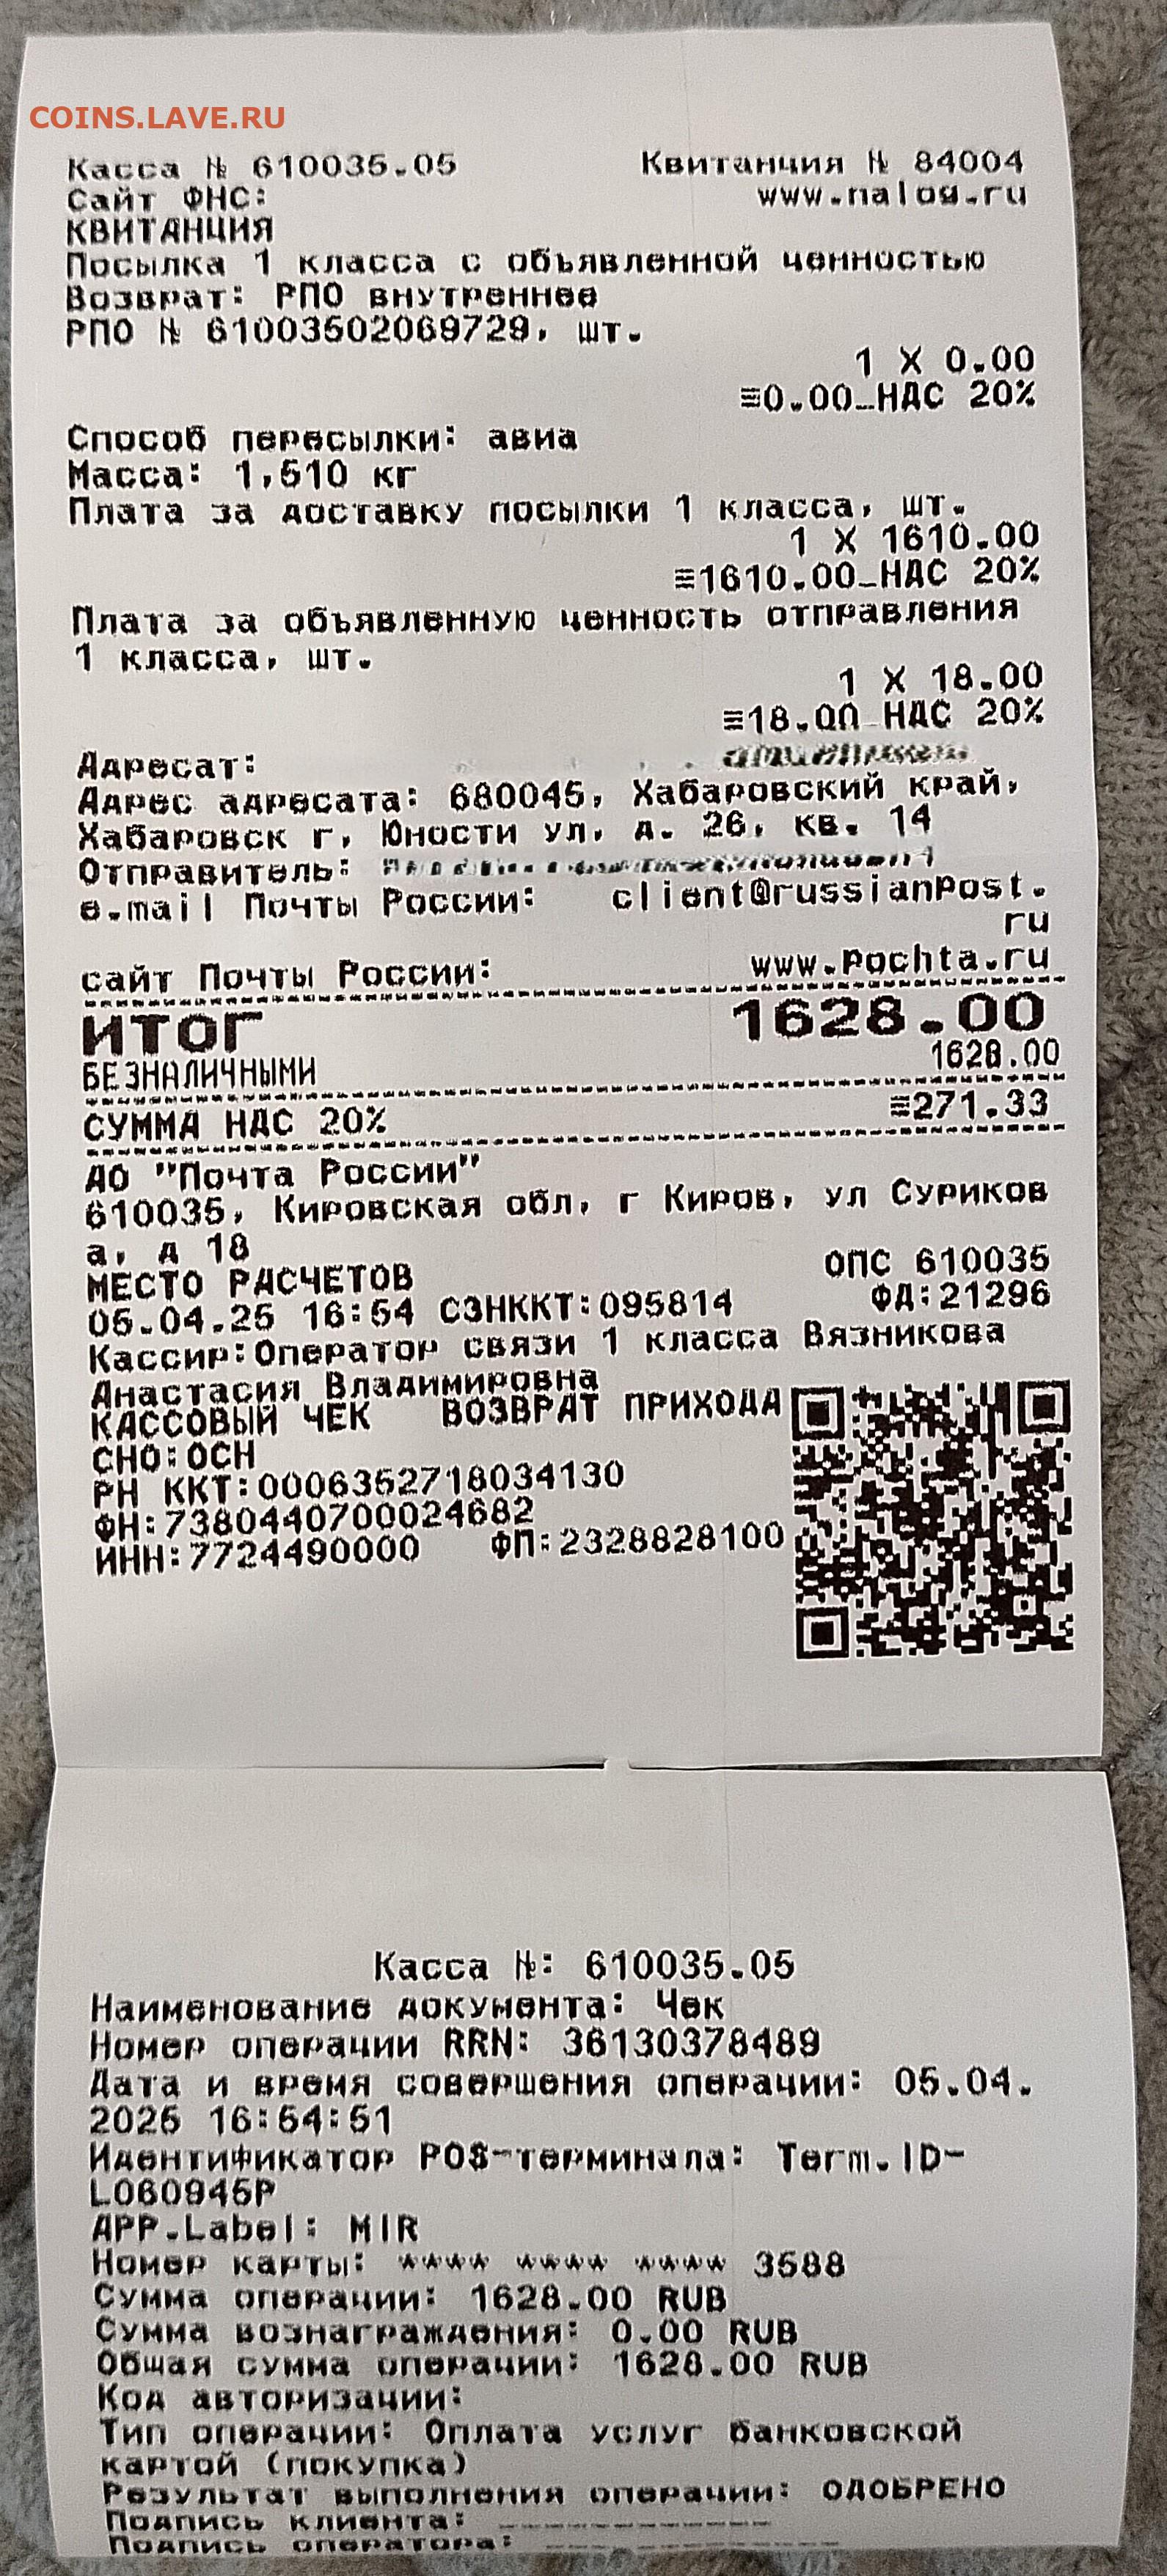 COINS.LAVE.RU
Касса № 610035.05 Квитанция № 84004
Сайт ФНС: www.nalog.ru
КВИТАНЦИЯ
Посылка 1 класса с объявленной ценностью
Возврат: РПО внутреннее
РПО № 61003502069729, шт.
1 X 0.00
≡0.00_НДС 20%
Способ пересылки: авиа
Масса: 1,510 кг
Плата за доставку посылки 1 класса, шт.
1 X 1610.00
≡1610.00_НДС 20%
Плата за объявленную ценность отправления
1 класса, шт.
1 X 18.00
≡18.00_НДС 20%
Адресат:
Адрес адресата: 680045, Хабаровский край,
Хабаровск г, Юности ул, д. 26, кв. 14
Отправитель:
e.mail Почты России: client@russianpost.
ru
сайт Почты России: www.pochta.ru
ИТОГ 1628.00
БЕЗНАЛИЧНЫМИ 1628.00
СУММА НДС 20% ≡271.33
АО "Почта России"
610035, Кировская обл, г Киров, ул Суриков
а, д 18
МЕСТО РАСЧЕТОВ ОПС 610035
05.04.25 16:54 СЗНККТ:095814 ФД:21296
Кассир:Оператор связи 1 класса Вязникова
Анастасия Владимировна
КАССОВЫЙ ЧЕК ВОЗВРАТ ПРИХОДА
СНО:ОСН
РН ККТ:0006352718034130
ФН:7380440700024682
ИНН:7724490000 ФП:2328828100
Касса №: 610035.05
Наименование документа: Чек
Номер операции RRN: 36130378489
Дата и время совершения операции: 05.04.
2025 16:54:51
Идентификатор POS-терминала: Term.ID-
L060945P
APP.Label: MIR
Номер карты: **** **** **** 3588
Сумма операции: 1628.00 RUB
Сумма вознаграждения: 0.00 RUB
Общая сумма операции: 1628.00 RUB
Код авторизации:
Тип операции: Оплата услуг банковской
картой (покупка)
Результат выполнения операции: ОДОБРЕНО
Подпись клиента: ____________
Подпись оператора: ____________